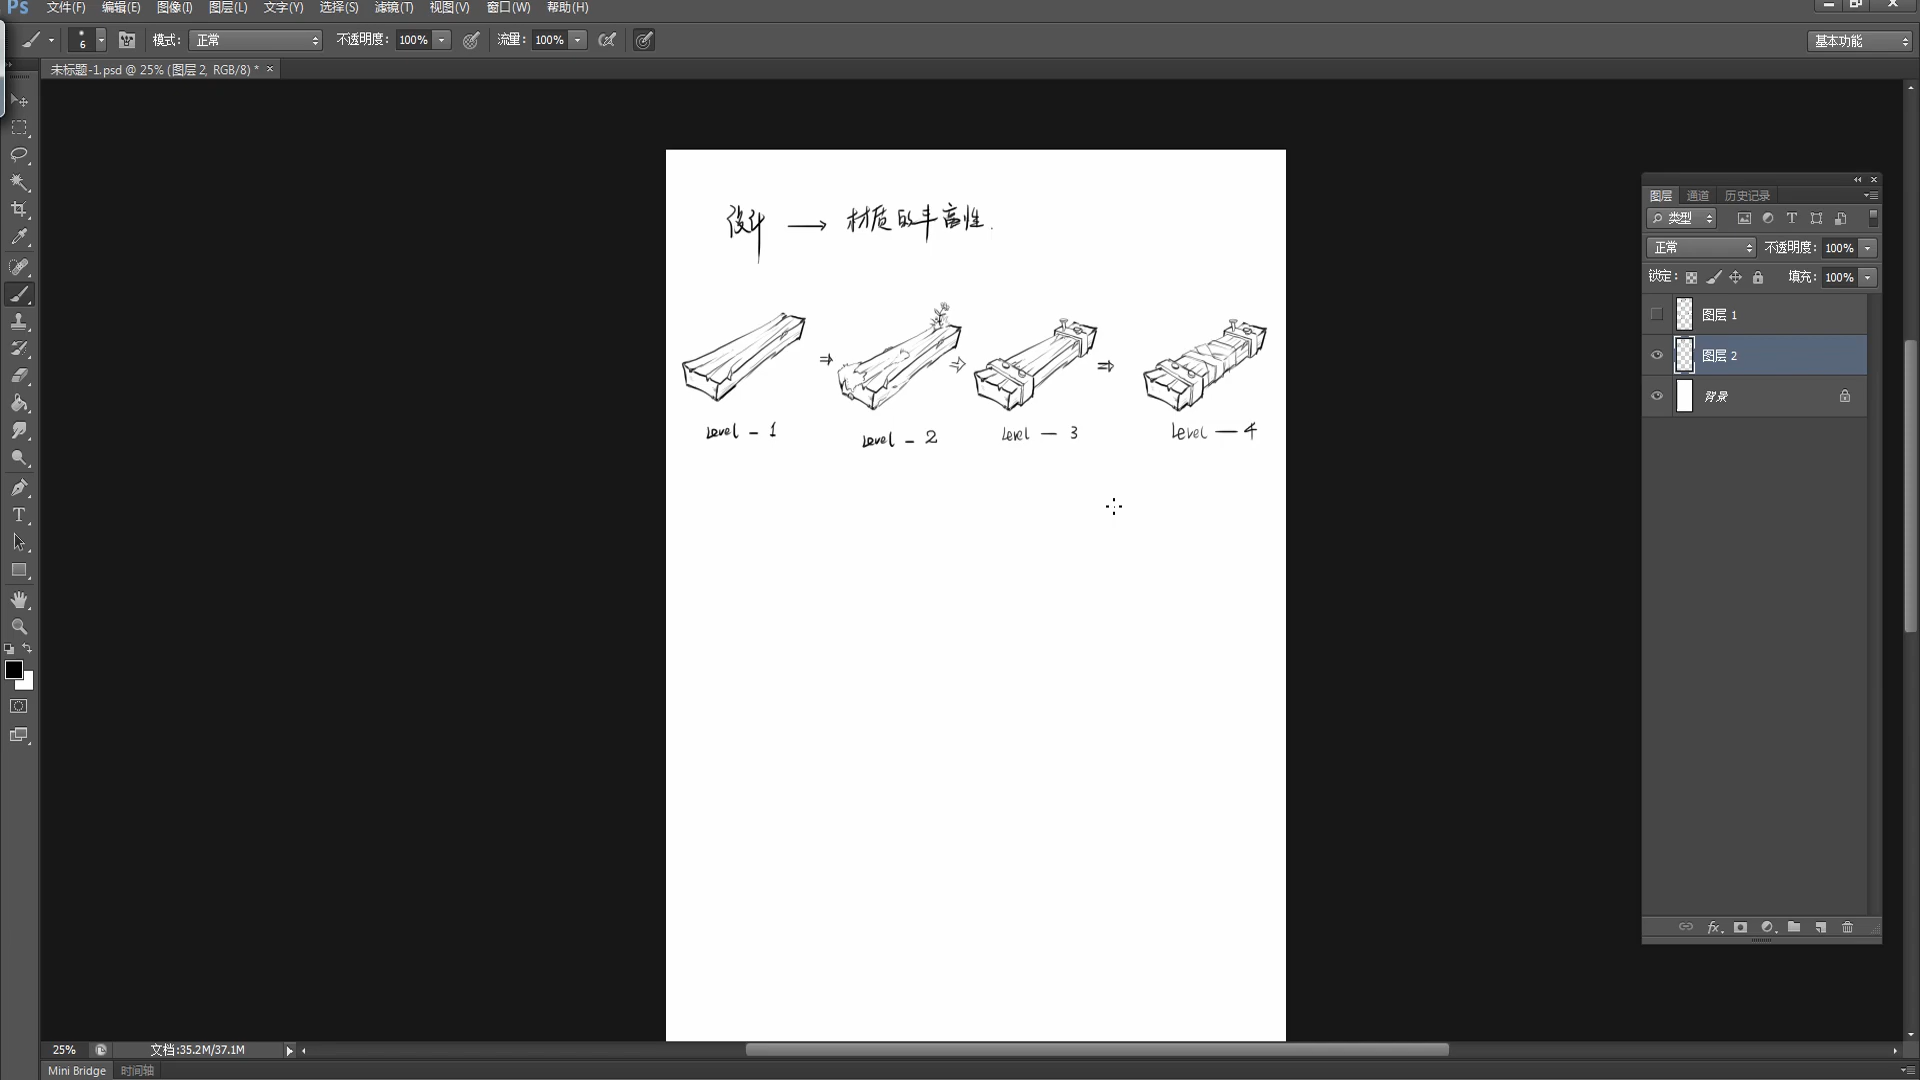 Ps 文件(F) 编辑(E) 图像(I) 图层(L) 文字(Y) 选择(S) 滤镜(T) 视图(V) 窗口(W) 帮助(H)
6 模式: 正常 不透明度: 100% 流量: 100% 基本功能
未标题-1.psd @ 25% (图层 2, RGB/8) * ×
设计 → 材质的丰富性.
Level - 1
Level - 2
Level — 3
Level — 4
图层 通道 历史记录
类型
正常 不透明度: 100%
锁定: 填充: 100%
图层 1
图层 2
背景
fx
25% 文档:35.2M/37.1M
Mini Bridge 时间轴